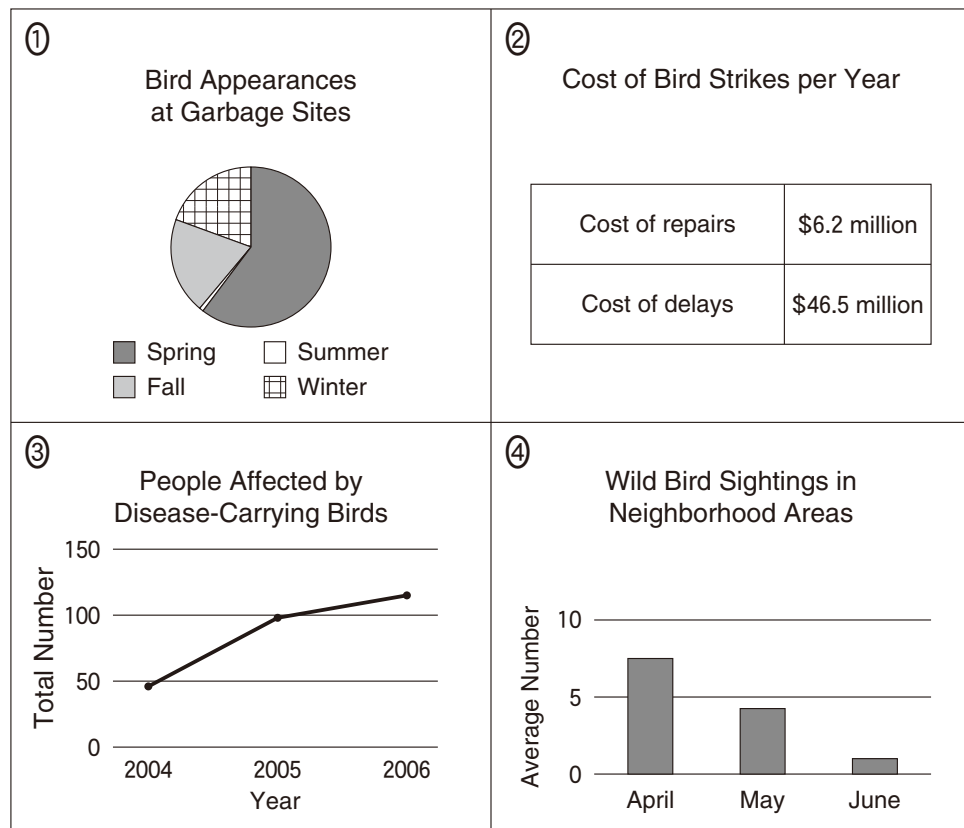 ①
Bird Appearances
at Garbage Sites
Spring
Summer
Fall
Winter
②
Cost of Bird Strikes per Year
Cost of repairs
$6.2 million
Cost of delays
$46.5 million
③
People Affected by
Disease-Carrying Birds
Total Number
150
100
50
0
2004
2005
2006
Year
④
Wild Bird Sightings in
Neighborhood Areas
Average Number
10
5
0
April
May
June